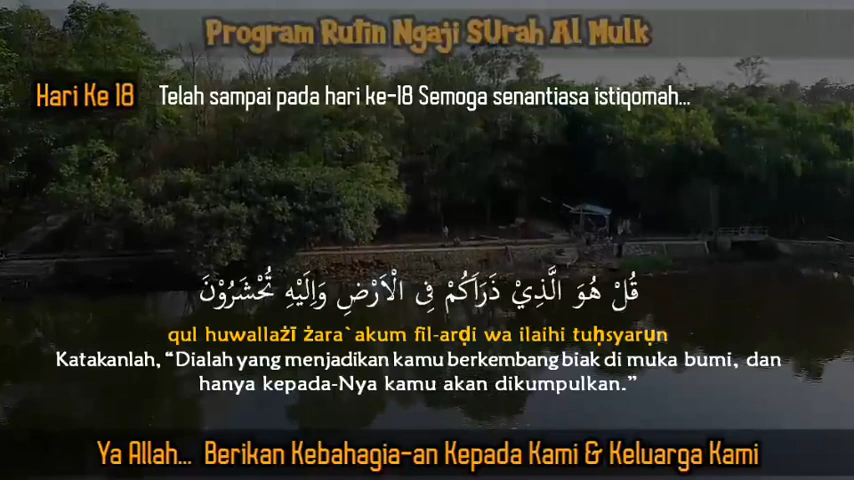 Program Rutin Ngaji SUrah Al Mulk
Hari Ke 18 Telah sampai pada hari ke-18 Semoga senantiasa istiqomah...
قُلْ هُوَ الَّذِيْ ذَرَاَكُمْ فِى الْاَرْضِ وَاِلَيْهِ تُحْشَرُوْنَ
qul huwallażī żara`akum fil-arḍi wa ilaihi tuḥsyarụn
Katakanlah, “Dialah yang menjadikan kamu berkembang biak di muka bumi, dan
hanya kepada-Nya kamu akan dikumpulkan.”
Ya Allah... Berikan Kebahagia-an Kepada Kami & Keluarga Kami